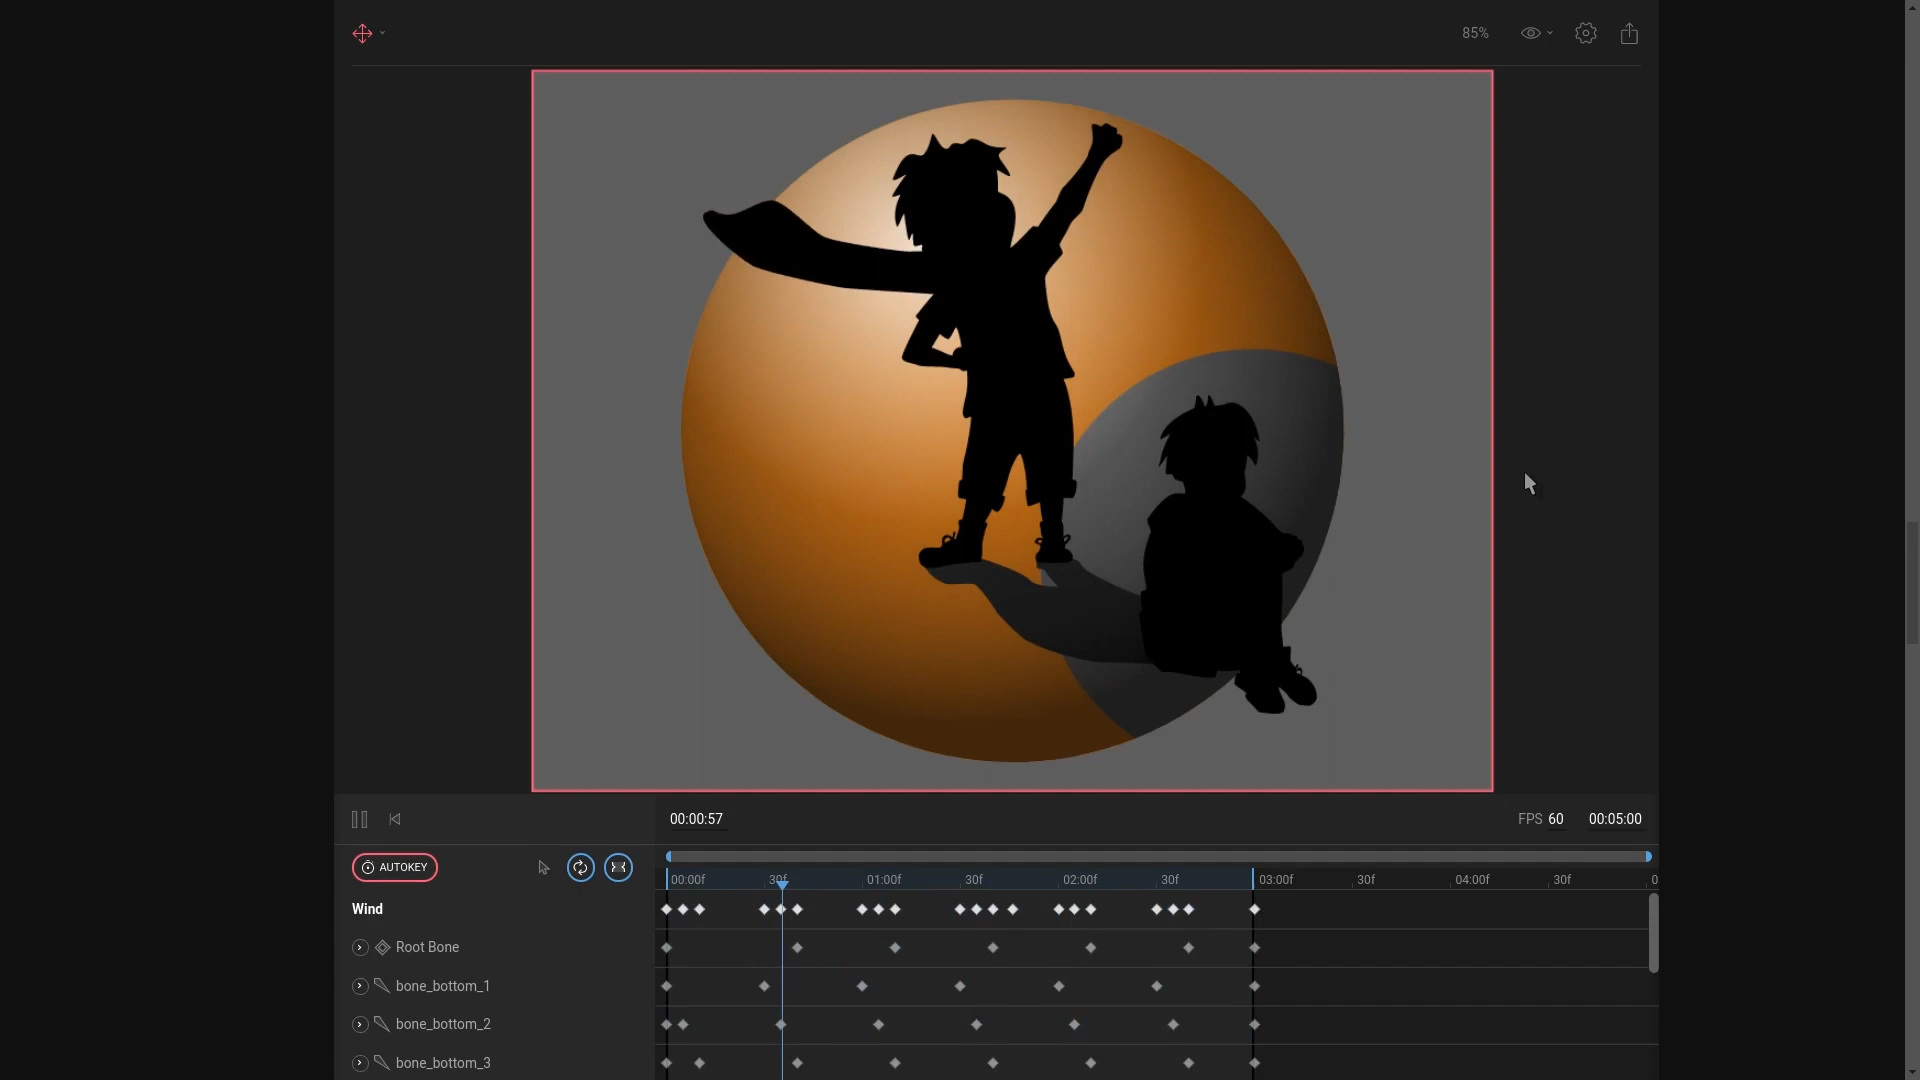 85%
00:00:57
FPS 60 00:05:00
AUTOKEY
00:00f 30f 01:00f 30f 02:00f 30f 03:00f 30f 04:00f 30f 0
Wind
Root Bone
bone_bottom_1
bone_bottom_2
bone_bottom_3